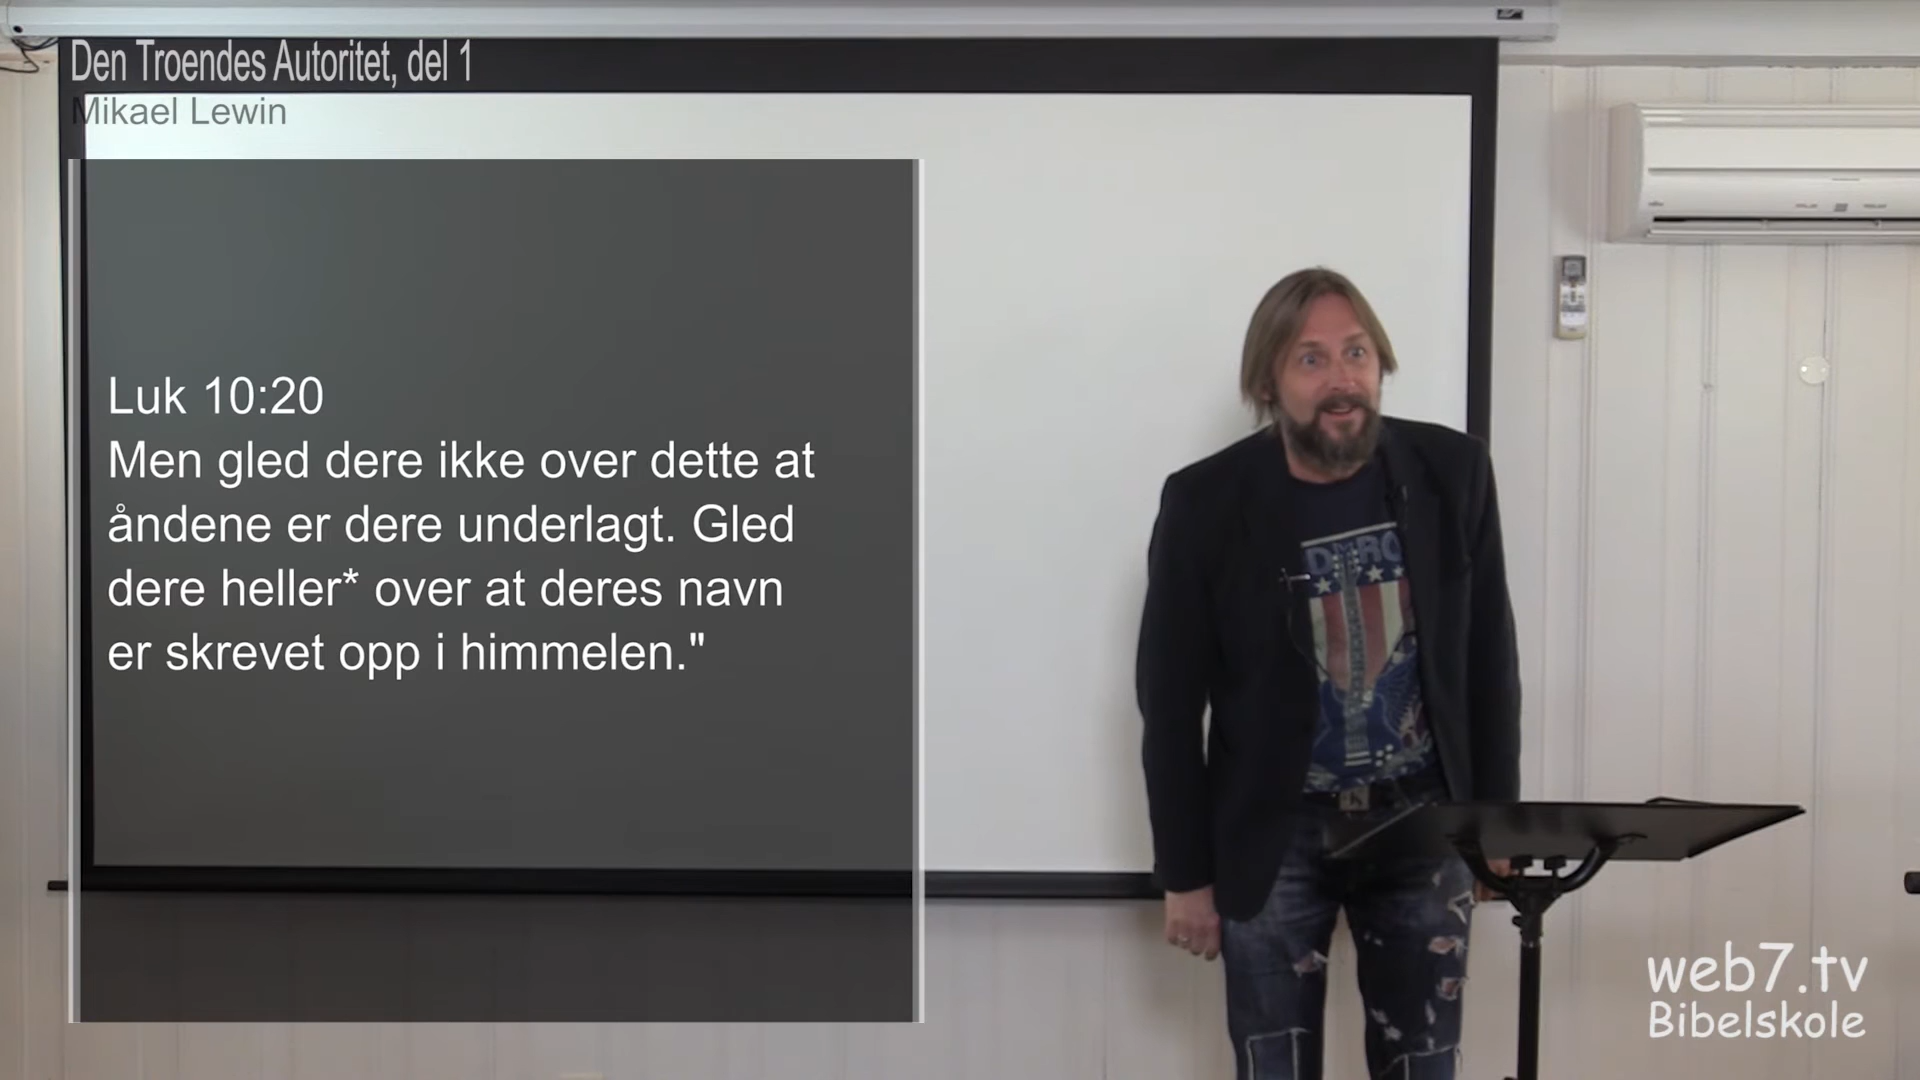 Den Troendes Autoritet, del 1
Mikael Lewin
Luk 10:20
Men gled dere ikke over dette at
åndene er dere underlagt. Gled
dere heller* over at deres navn
er skrevet opp i himmelen."
web7.tv
Bibelskole